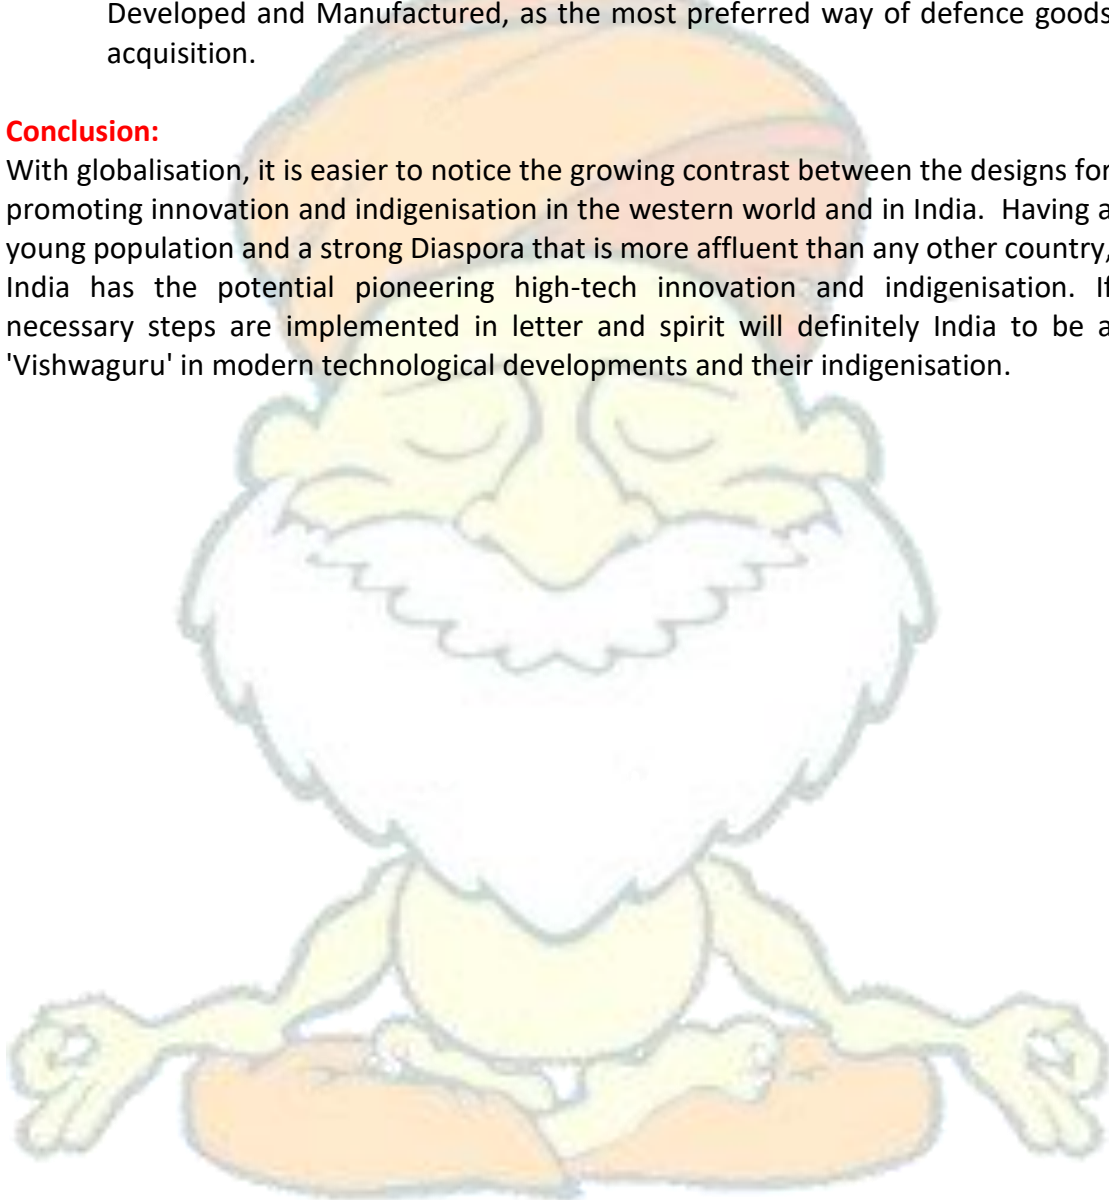 Developed and Manufactured, as the most preferred way of defence goods
acquisition.
Conclusion:
With globalisation, it is easier to notice the growing contrast between the designs for
promoting innovation and indigenisation in the western world and in India.  Having a
young population and a strong Diaspora that is more affluent than any other country,
India has the potential pioneering high-tech innovation and indigenisation. If
necessary steps are implemented in letter and spirit will definitely India to be a
'Vishwaguru' in modern technological developments and their indigenisation.